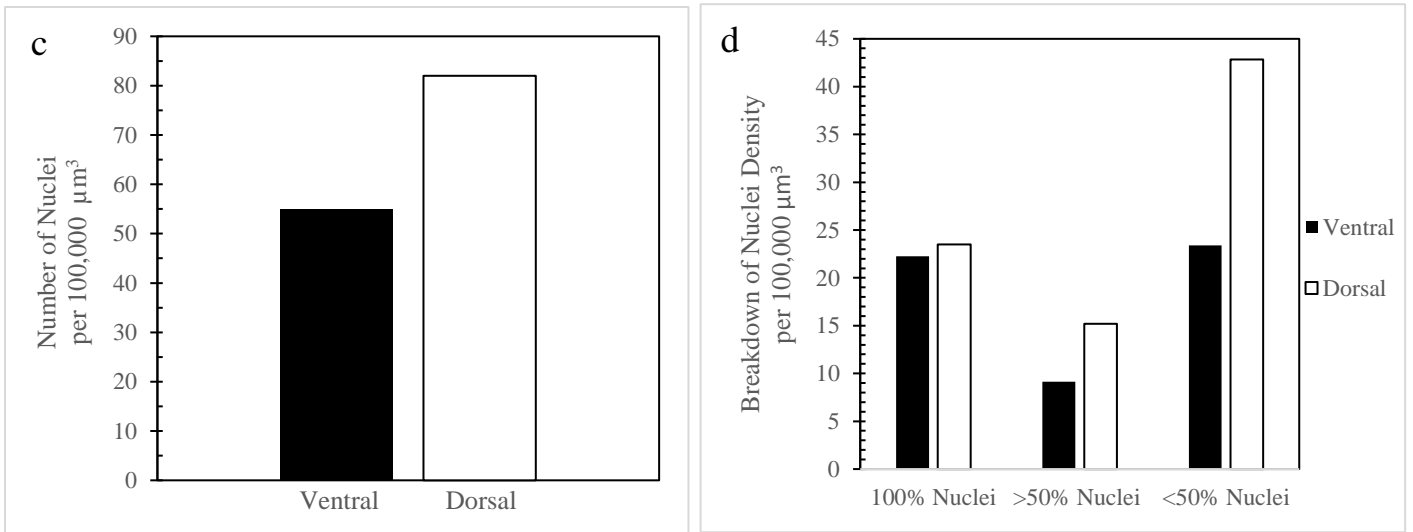 c
Number of Nuclei
per 100,000 µm³
90
80
70
60
50
40
30
20
10
0
Ventral Dorsal
d
Breakdown of Nuclei Density
per 100,000 µm³
45
40
35
30
25
20
15
10
5
0
100% Nuclei >50% Nuclei <50% Nuclei
Ventral
Dorsal